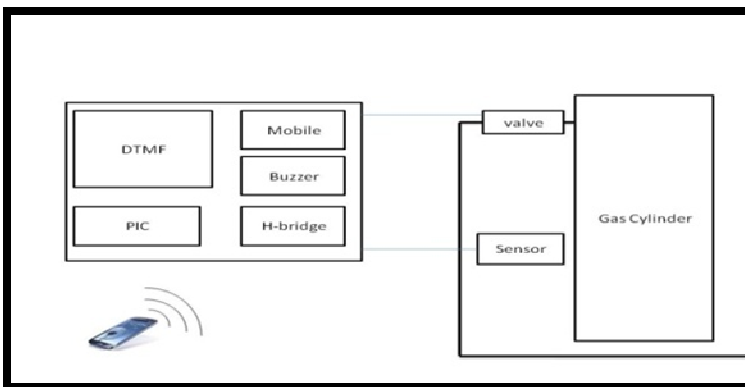 DTMF
Mobile
Buzzer
PIC
H-bridge
valve
Sensor
Gas Cylinder